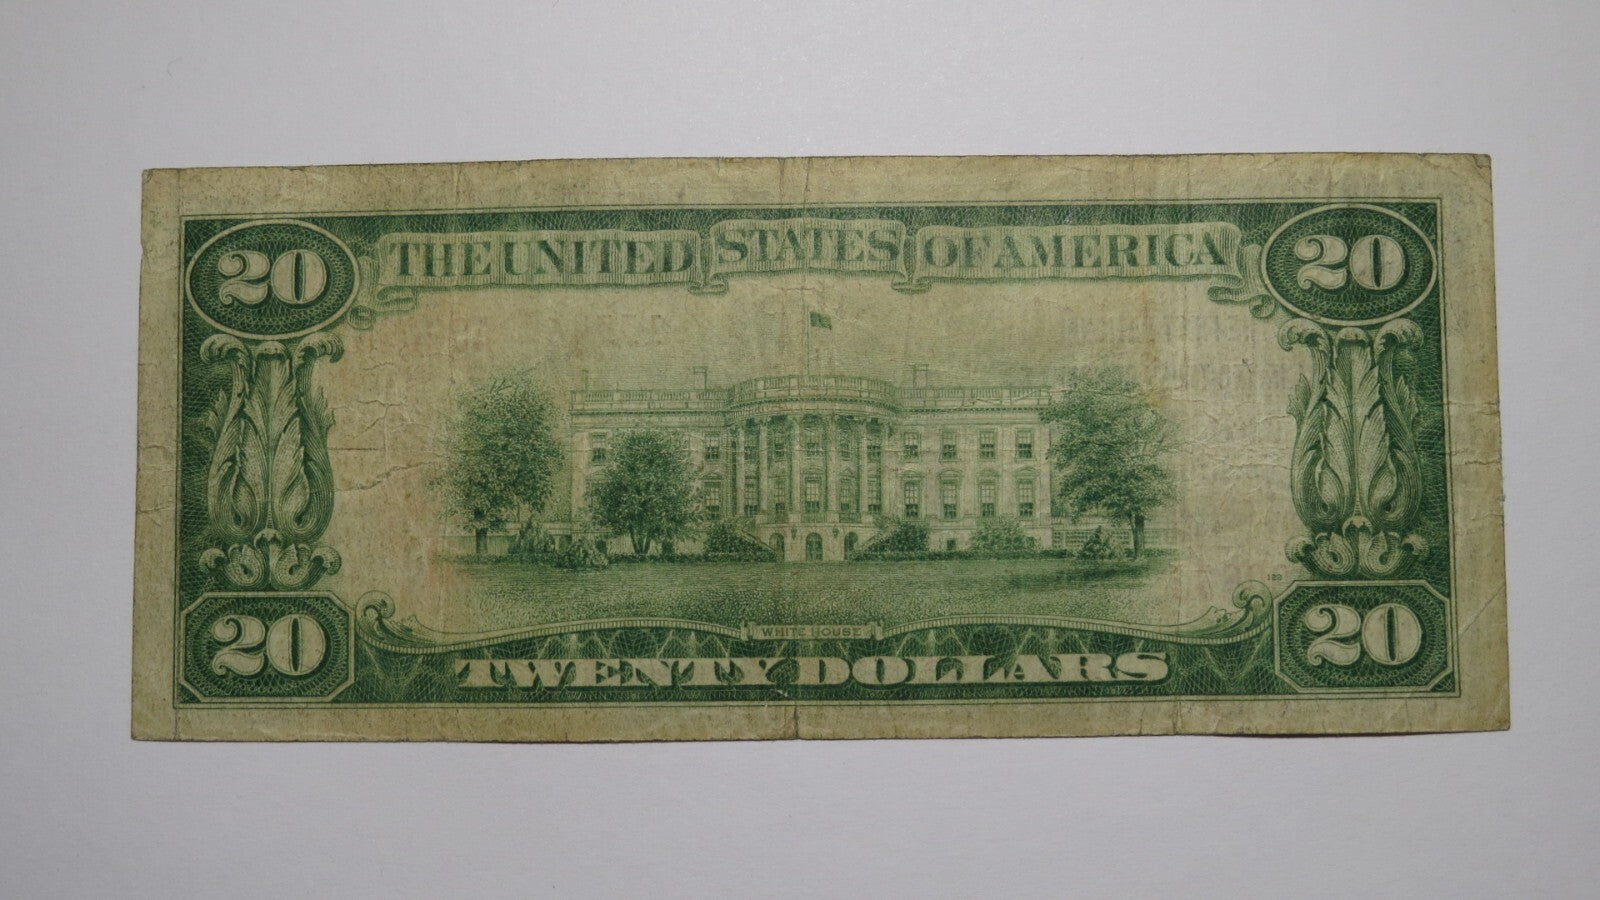 20 THE UNITED STATES OF AMERICA 20
WHITE HOUSE
20 TWENTY DOLLARS 20